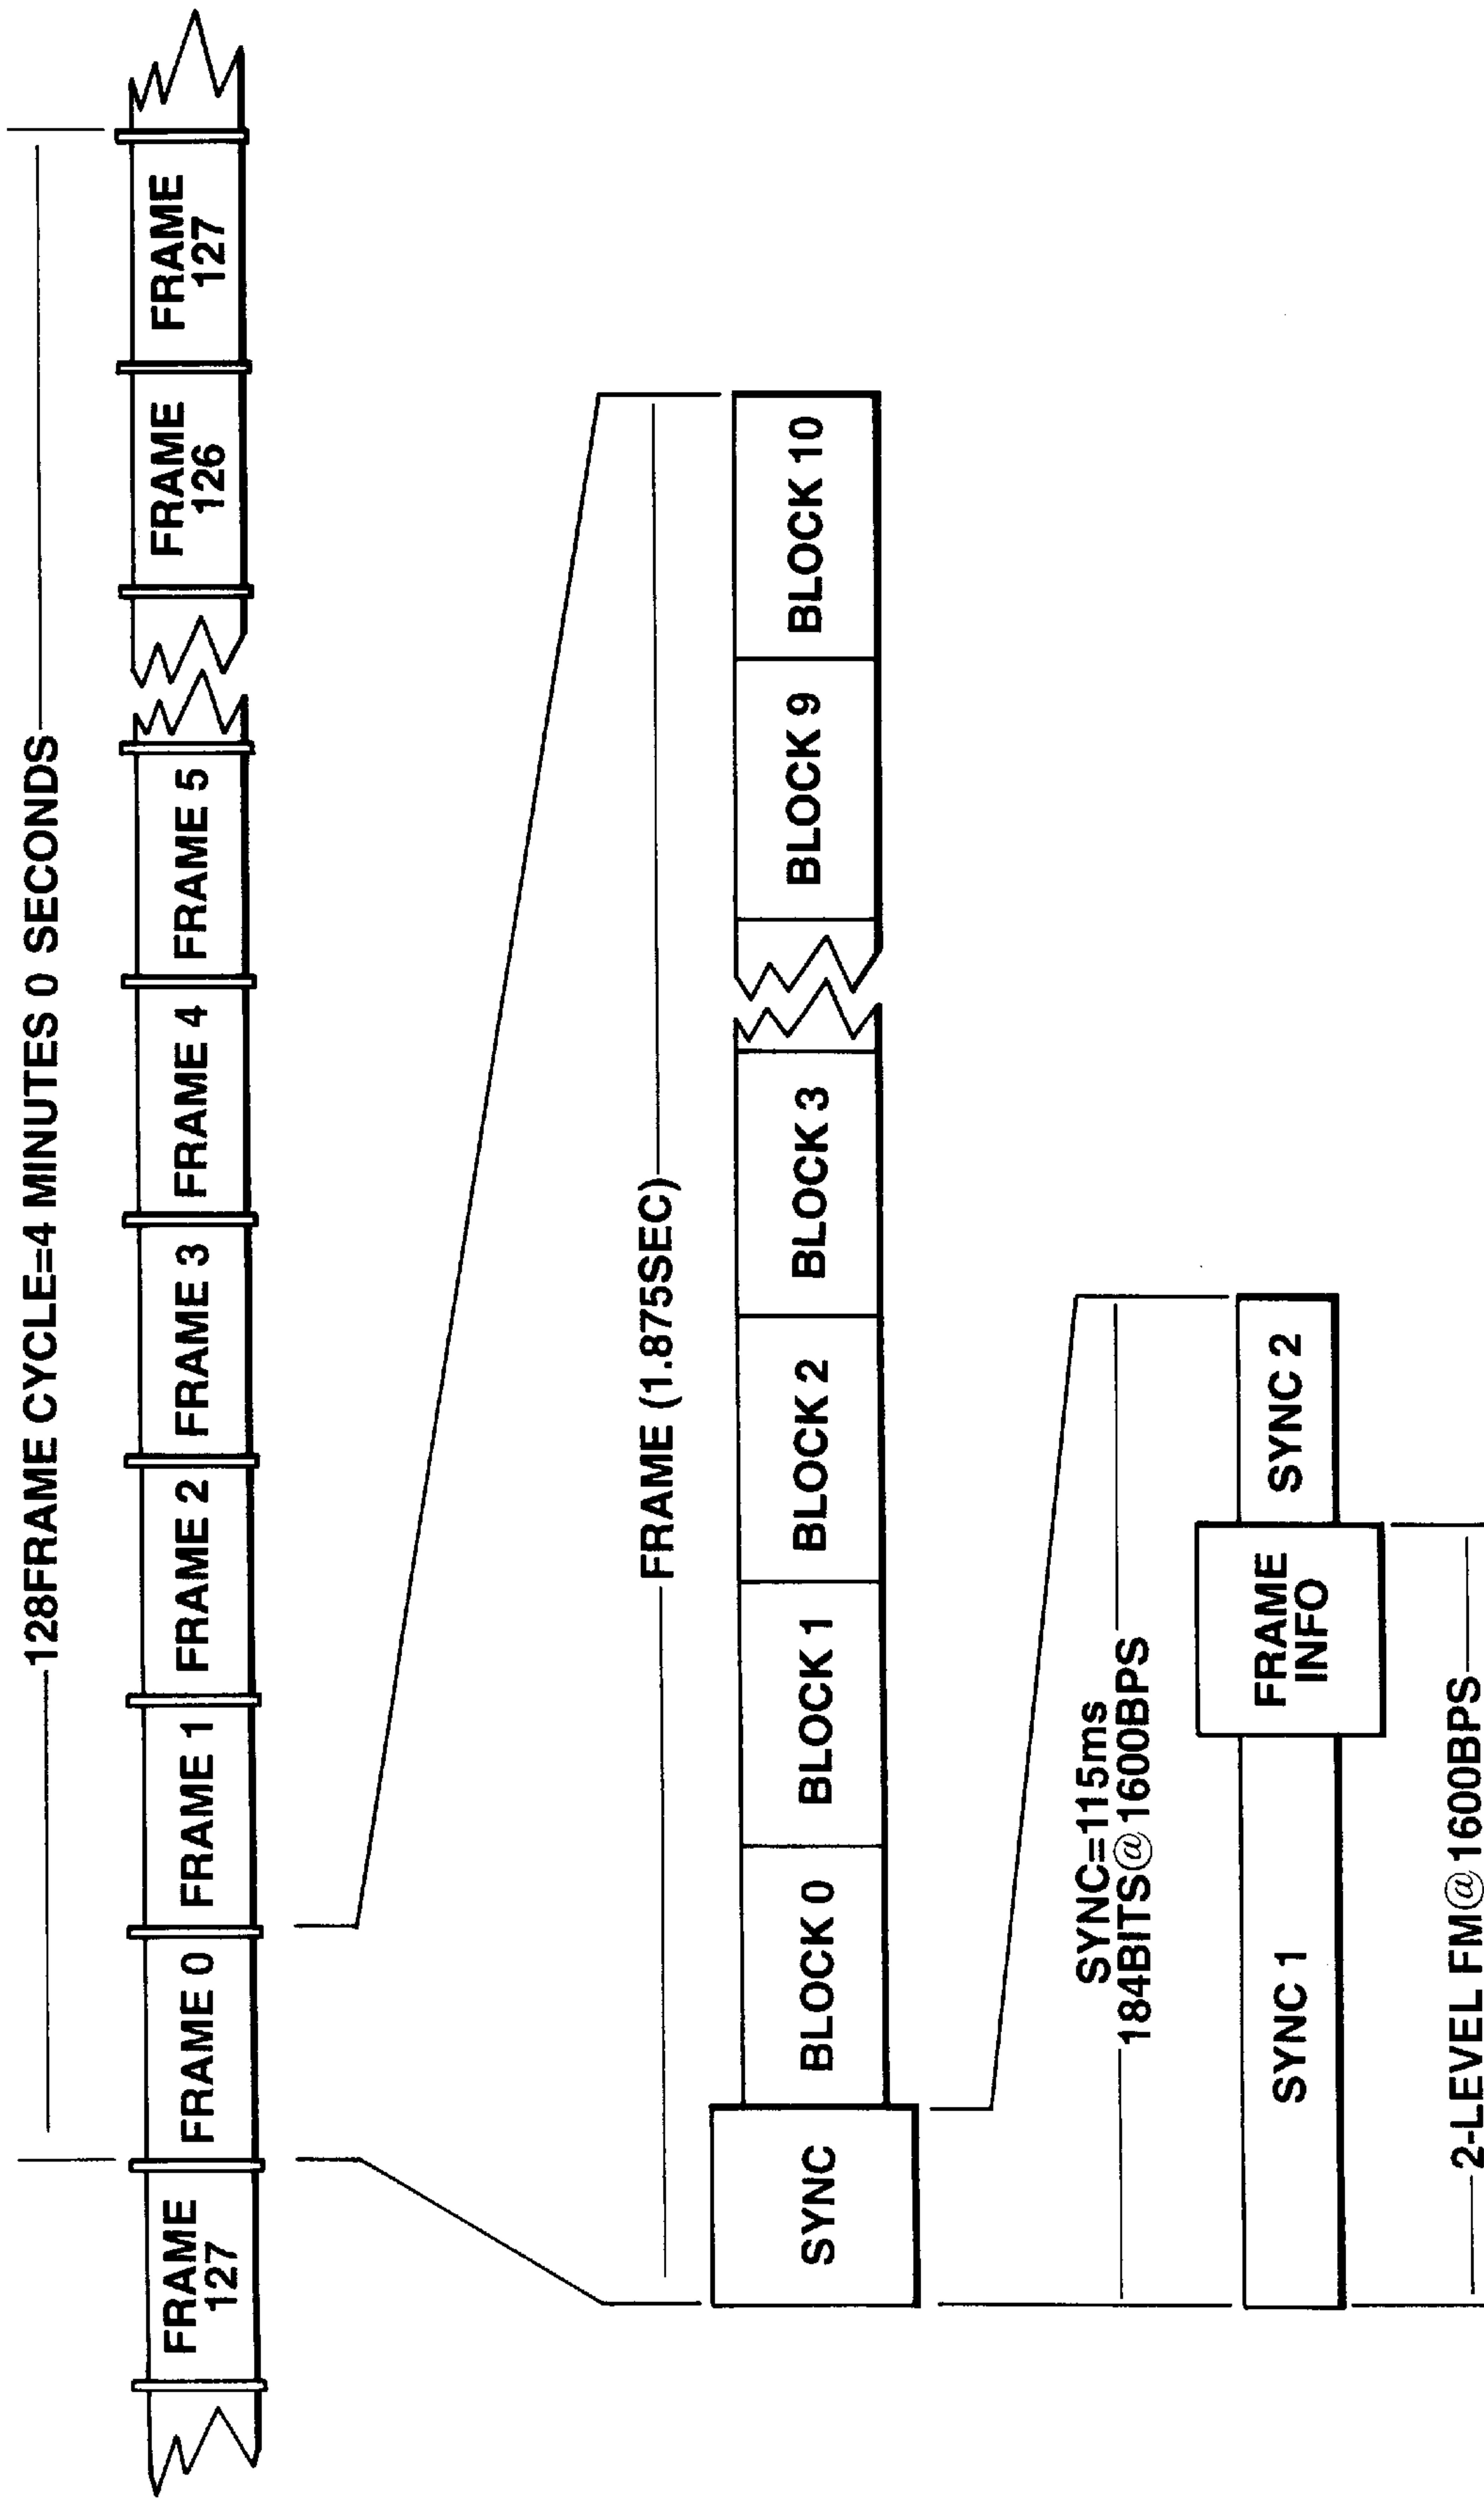 128FRAME CYCLE=4 MINUTES 0 SECONDS
FRAME
127
FRAME 0
FRAME 1
FRAME 2
FRAME 3
FRAME 4
FRAME 5
FRAME
126
FRAME
127
FRAME (1.875SEC)
SYNC
BLOCK 0
BLOCK 1
BLOCK 2
BLOCK 3
BLOCK 9
BLOCK 10
SYNC=115ms
184BITS@1600BPS
SYNC 1
FRAME
INFO
SYNC 2
2-LEVEL FM@1600BPS